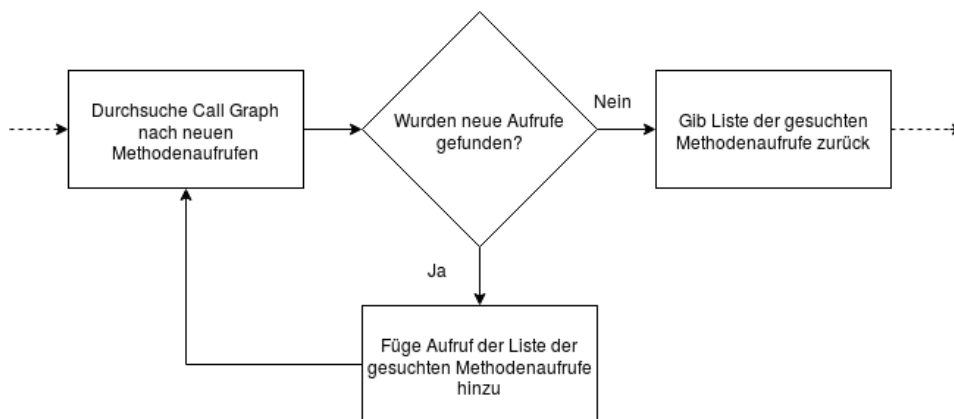 Durchsuche Call Graph
nach neuen
Methodenaufrufen
Wurden neue Aufrufe
gefunden?
Nein
Gib Liste der gesuchten
Methodenaufrufe zurück
Ja
Füge Aufruf der Liste der
gesuchten Methodenaufrufe
hinzu